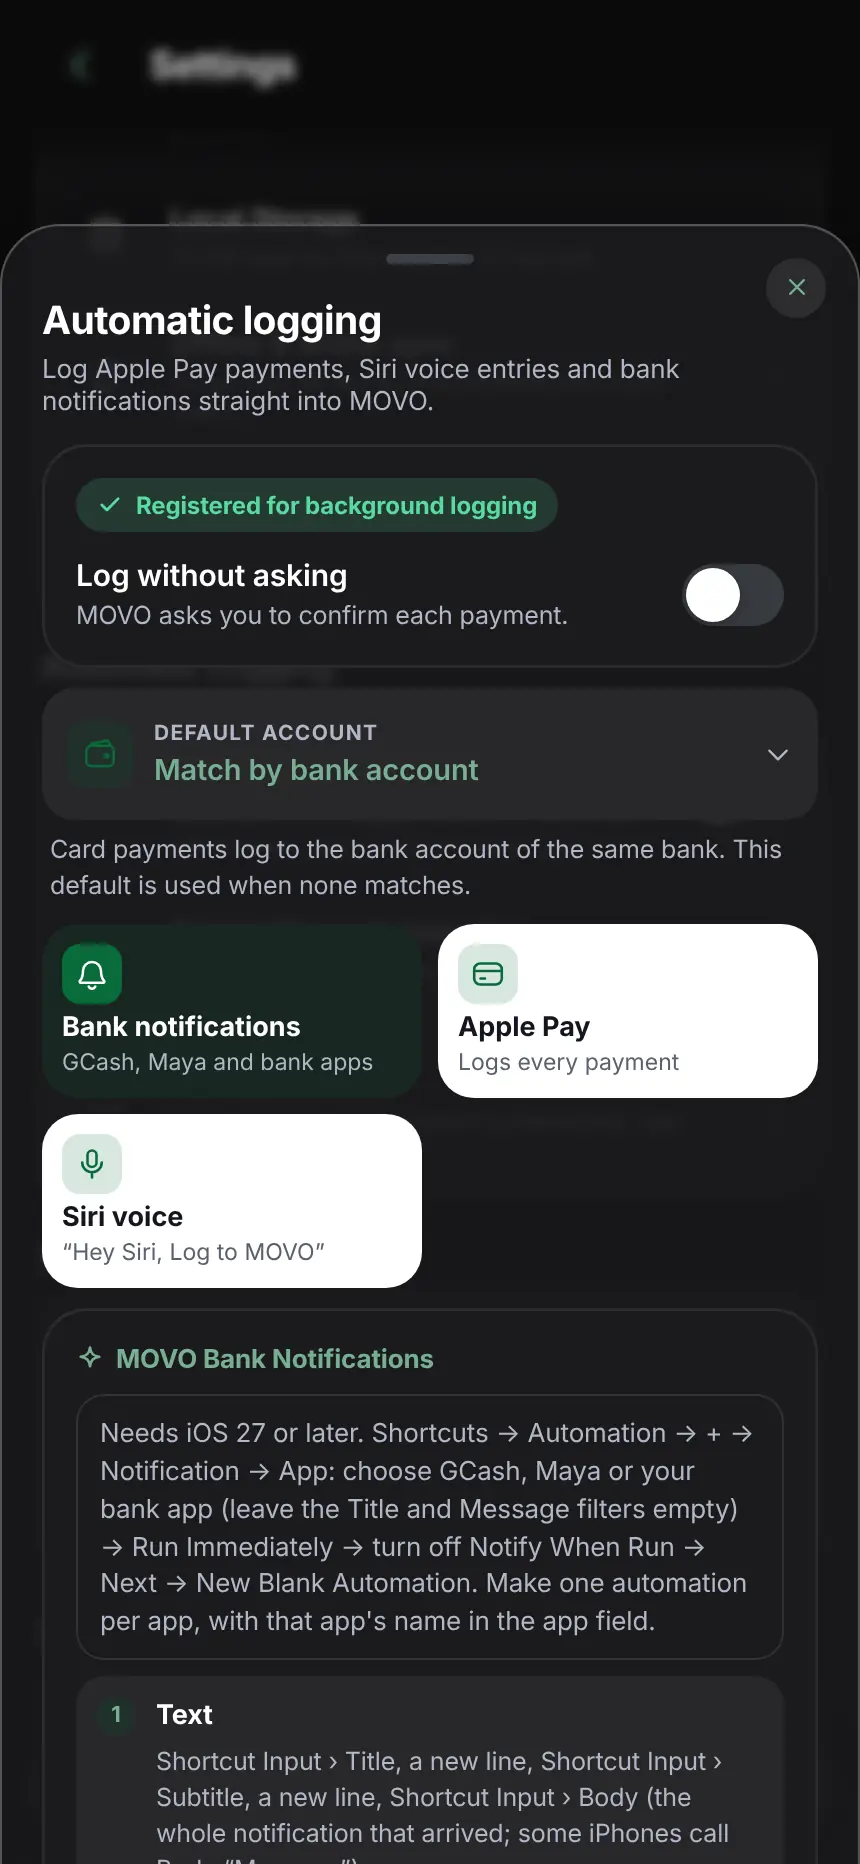 Settings
Local Storage
Automatic logging
Log Apple Pay payments, Siri voice entries and bank
notifications straight into MOVO.
Registered for background logging
Log without asking
MOVO asks you to confirm each payment.
DEFAULT ACCOUNT
Match by bank account
Card payments log to the bank account of the same bank. This
default is used when none matches.
Bank notifications
GCash, Maya and bank apps
Apple Pay
Logs every payment
Siri voice
“Hey Siri, Log to MOVO”
MOVO Bank Notifications
Needs iOS 27 or later. Shortcuts → Automation → + →
Notification → App: choose GCash, Maya or your
bank app (leave the Title and Message filters empty)
→ Run Immediately → turn off Notify When Run →
Next → New Blank Automation. Make one automation
per app, with that app's name in the app field.
1 Text
Shortcut Input › Title, a new line, Shortcut Input ›
Subtitle, a new line, Shortcut Input › Body (the
whole notification that arrived; some iPhones call